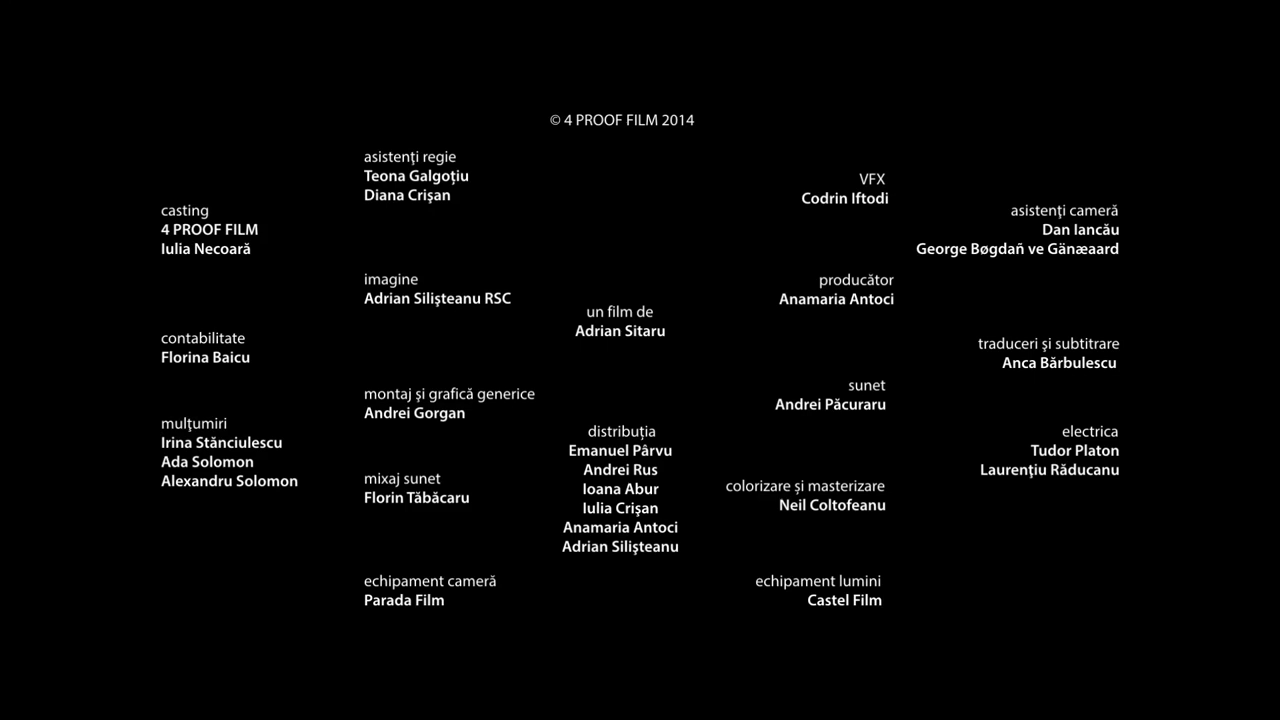 © 4 PROOF FILM 2014
casting
4 PROOF FILM
Iulia Necoară
contabilitate
Florina Baicu
mulţumiri
Irina Stănciulescu
Ada Solomon
Alexandru Solomon
asistenţi regie
Teona Galgoțiu
Diana Crişan
imagine
Adrian Silişteanu RSC
montaj şi grafică generice
Andrei Gorgan
mixaj sunet
Florin Tăbăcaru
echipament cameră
Parada Film
un film de
Adrian Sitaru
distribuția
Emanuel Pârvu
Andrei Rus
Ioana Abur
Iulia Crişan
Anamaria Antoci
Adrian Silişteanu
VFX
Codrin Iftodi
producător
Anamaria Antoci
sunet
Andrei Păcuraru
colorizare și masterizare
Neil Coltofeanu
echipament lumini
Castel Film
asistenţi cameră
Dan Iancău
George Bøgdañ ve Gänæaard
traduceri şi subtitrare
Anca Bărbulescu
electrica
Tudor Platon
Laurenţiu Răducanu